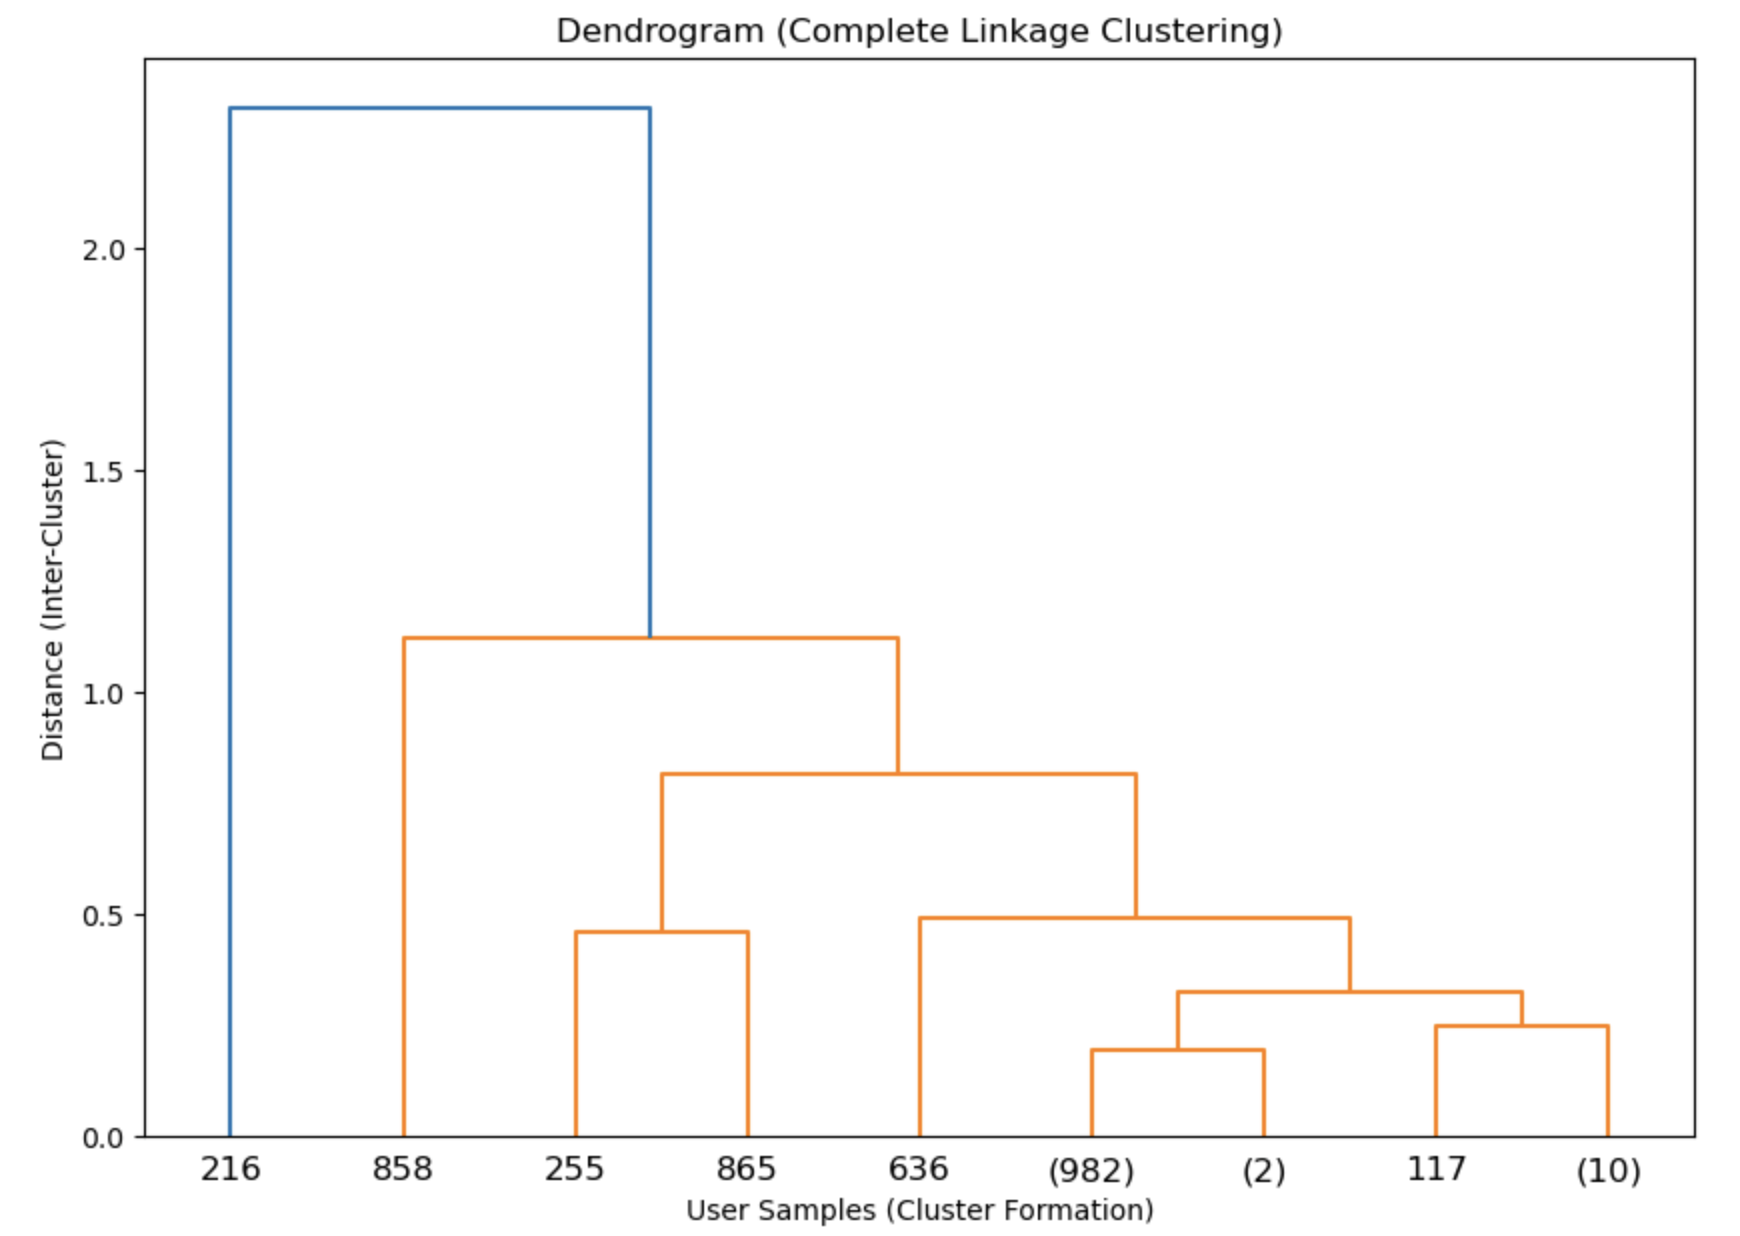 Dendrogram (Complete Linkage Clustering)
Distance (Inter-Cluster)
2.0
1.5
1.0
0.5
0.0
216 858 255 865 636 (982) (2) 117 (10)
User Samples (Cluster Formation)